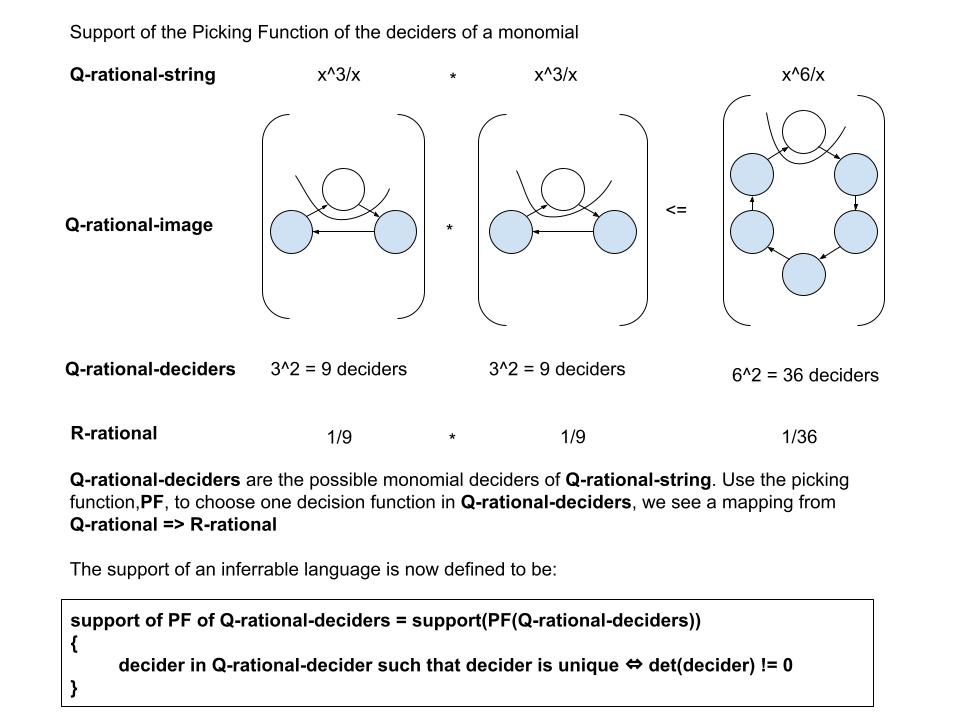 Support of the Picking Function of the deciders of a monomial
Q-rational-string x^3/x * x^3/x x^6/x
Q-rational-image * <=
Q-rational-deciders 3^2 = 9 deciders 3^2 = 9 deciders 6^2 = 36 deciders
R-rational 1/9 * 1/9 1/36
Q-rational-deciders are the possible monomial deciders of Q-rational-string. Use the picking
function,PF, to choose one decision function in Q-rational-deciders, we see a mapping from
Q-rational => R-rational
The support of an inferrable language is now defined to be:
support of PF of Q-rational-deciders = support(PF(Q-rational-deciders))
{
decider in Q-rational-decider such that decider is unique ⇔ det(decider) != 0
}